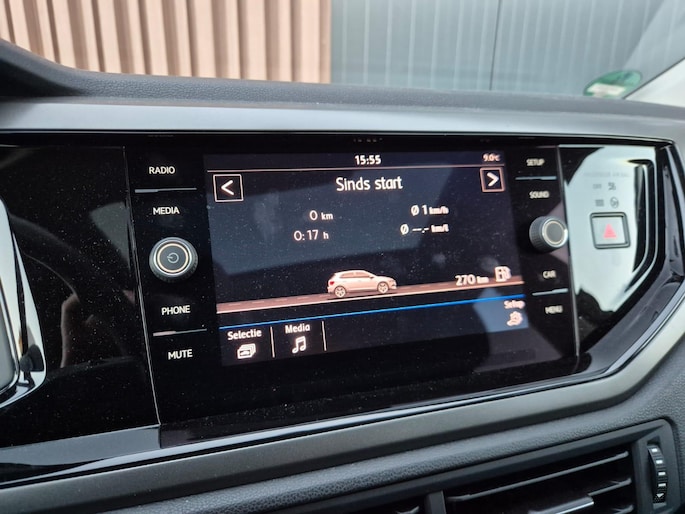 RADIO
MEDIA
PHONE
MUTE
15:55
9.0°C
Sinds start
0 km
Ø 1 km/h
0:17 h
Ø --,- km/l
270 km
Selectie
Media
Setup
SETUP
SOUND
CAR
MENU